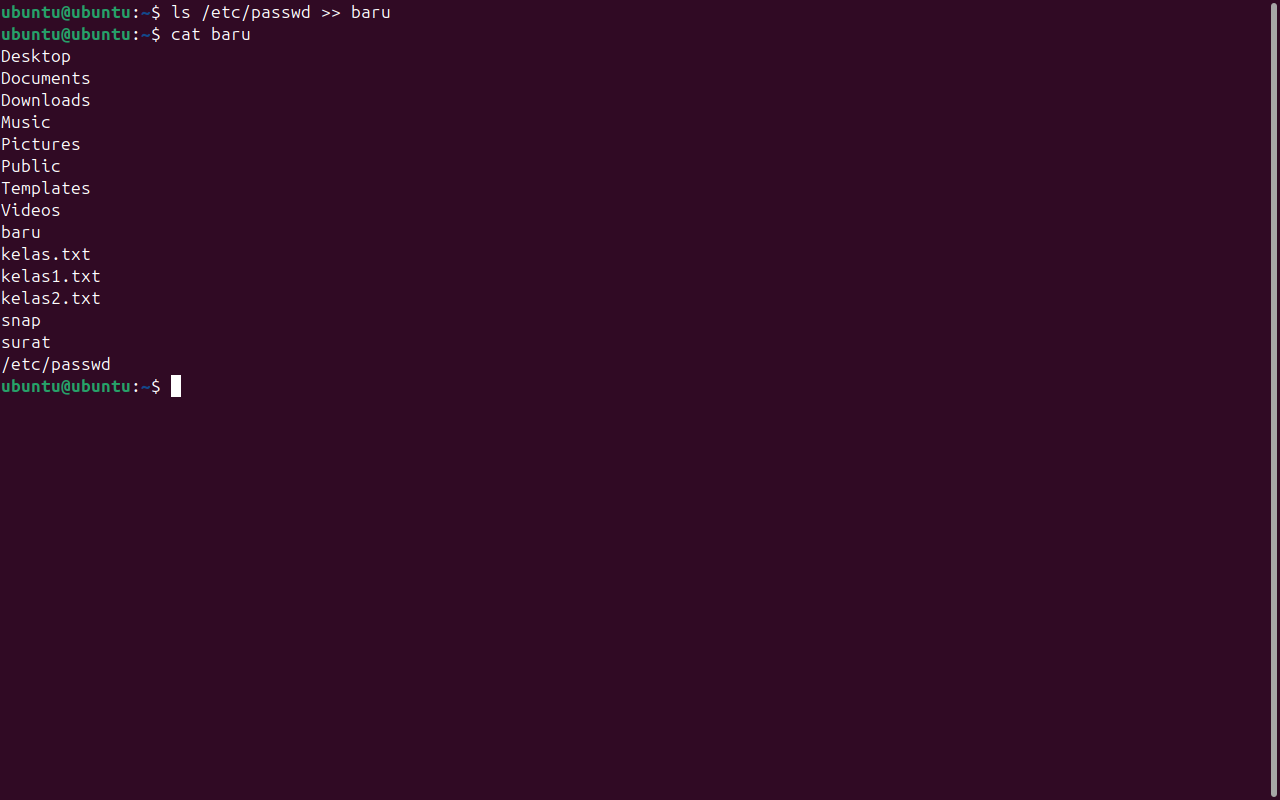 ubuntu@ubuntu:~$ ls /etc/passwd >> baru
ubuntu@ubuntu:~$ cat baru
Desktop
Documents
Downloads
Music
Pictures
Public
Templates
Videos
baru
kelas.txt
kelas1.txt
kelas2.txt
snap
surat
/etc/passwd
ubuntu@ubuntu:~$